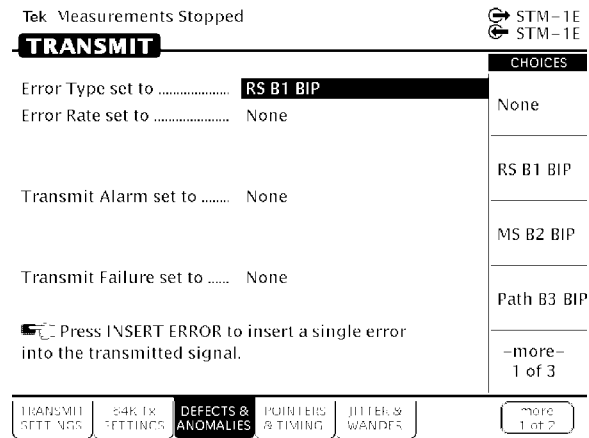 Tek Measurements Stopped
STM-1E
STM-1E
TRANSMIT
CHOICES
Error Type set to .................... RS B1 BIP
Error Rate set to ..................... None
None
RS B1 BIP
Transmit Alarm set to ........ None
MS B2 BIP
Transmit Failure set to ...... None
Path B3 BIP
Press INSERT ERROR to insert a single error
into the transmitted signal.
-more-
1 of 3
TRANSMIT
SETTINGS
64K Tx
SETTINGS
DEFECTS &
ANOMALIES
POINTERS
& TIMING
JITTER &
WANDER
more
1 of 2